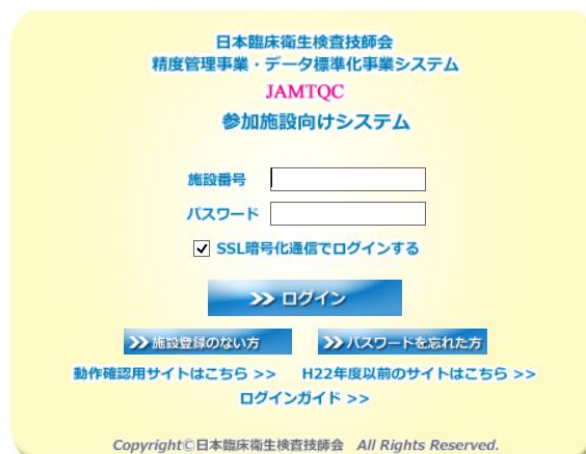 日本臨床衛生検査技師会
精度管理事業・データ標準化事業システム
JAMTQC
参加施設向けシステム
施設番号
パスワード
SSL暗号化通信でログインする
>> ログイン
>> 施設登録のない方 >> パスワードを忘れた方
動作確認用サイトはこちら >> H22年度以前のサイトはこちら >>
ログインガイド >>
Copyright©日本臨床衛生検査技師会 All Rights Reserved.